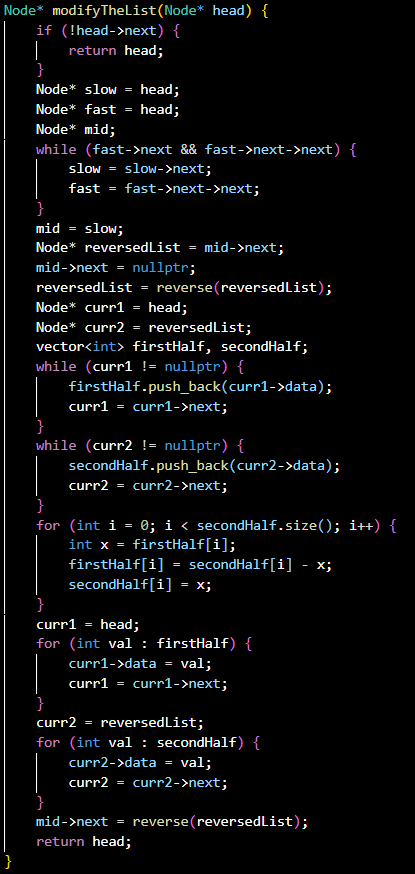 Node* modifyTheList(Node* head) {
    if (!head->next) {
        return head;
    }
    Node* slow = head;
    Node* fast = head;
    Node* mid;
    while (fast->next && fast->next->next) {
        slow = slow->next;
        fast = fast->next->next;
    }
    mid = slow;
    Node* reversedList = mid->next;
    mid->next = nullptr;
    reversedList = reverse(reversedList);
    Node* curr1 = head;
    Node* curr2 = reversedList;
    vector<int> firstHalf, secondHalf;
    while (curr1 != nullptr) {
        firstHalf.push_back(curr1->data);
        curr1 = curr1->next;
    }
    while (curr2 != nullptr) {
        secondHalf.push_back(curr2->data);
        curr2 = curr2->next;
    }
    for (int i = 0; i < secondHalf.size(); i++) {
        int x = firstHalf[i];
        firstHalf[i] = secondHalf[i] - x;
        secondHalf[i] = x;
    }
    curr1 = head;
    for (int val : firstHalf) {
        curr1->data = val;
        curr1 = curr1->next;
    }
    curr2 = reversedList;
    for (int val : secondHalf) {
        curr2->data = val;
        curr2 = curr2->next;
    }
    mid->next = reverse(reversedList);
    return head;
}